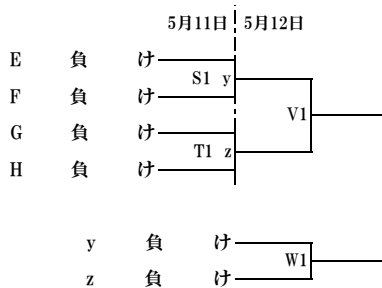 5月11日 5月12日
E 負け
S1 y
F 負け
V1
G 負け
T1 z
H 負け
y 負け
W1
z 負け